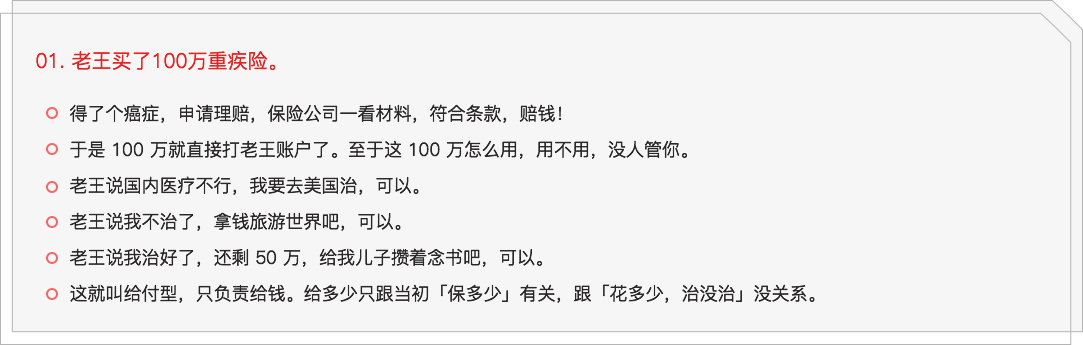 01. 老王买了100万重疾险。
得了个癌症，申请理赔，保险公司一看材料，符合条款，赔钱！
于是 100 万就直接打老王账户了。至于这 100 万怎么用，用不用，没人管你。
老王说国内医疗不行，我要去美国治，可以。
老王说我不治了，拿钱旅游世界吧，可以。
老王说我治好了，还剩 50 万，给我儿子攒着念书吧，可以。
这就叫给付型，只负责给钱。给多少只跟当初「保多少」有关，跟「花多少，治没治」没关系。